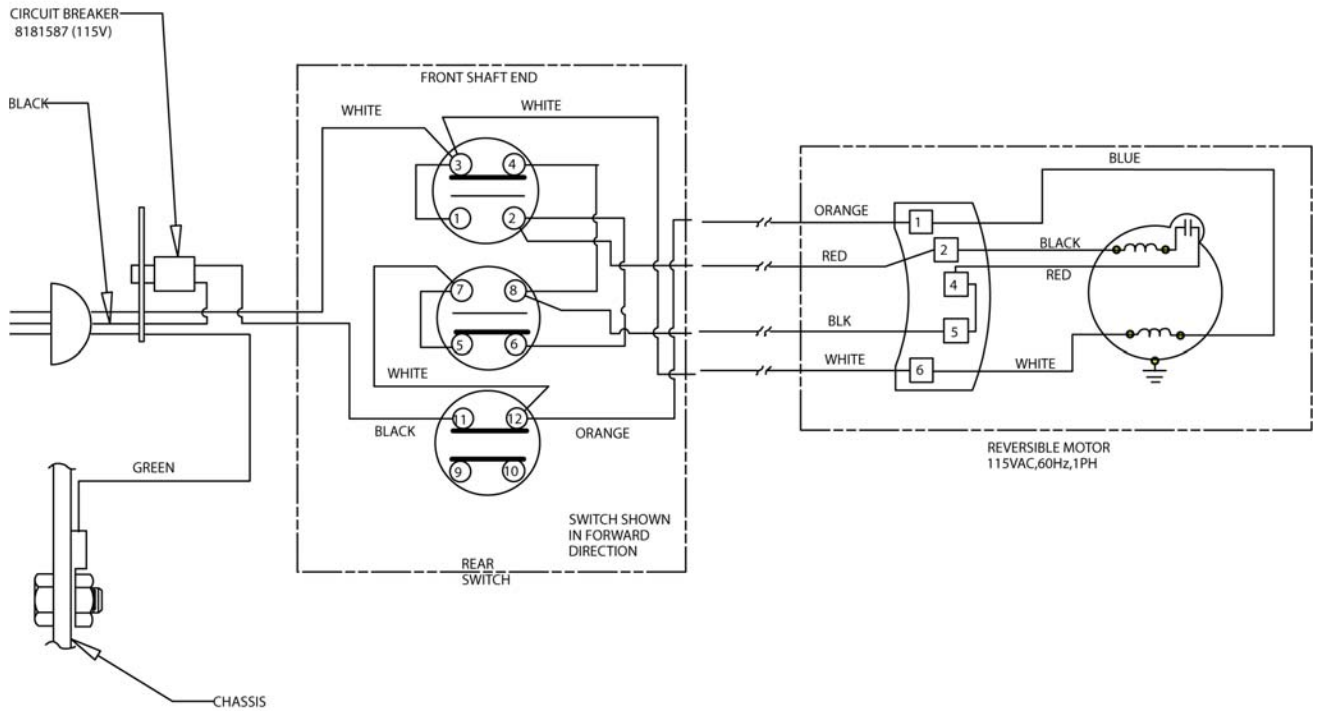 CIRCUIT BREAKER
8181587 (115V)
BLACK
FRONT SHAFT END
WHITE
WHITE
3
4
1
2
7
8
5
6
WHITE
11
12
BLACK
ORANGE
9
10
GREEN
SWITCH SHOWN
IN FORWARD
DIRECTION
REAR
SWITCH
CHASSIS
BLUE
ORANGE
1
RED
2
BLACK
4
RED
BLK
5
WHITE
6
WHITE
REVERSIBLE MOTOR
115VAC,60Hz,1PH